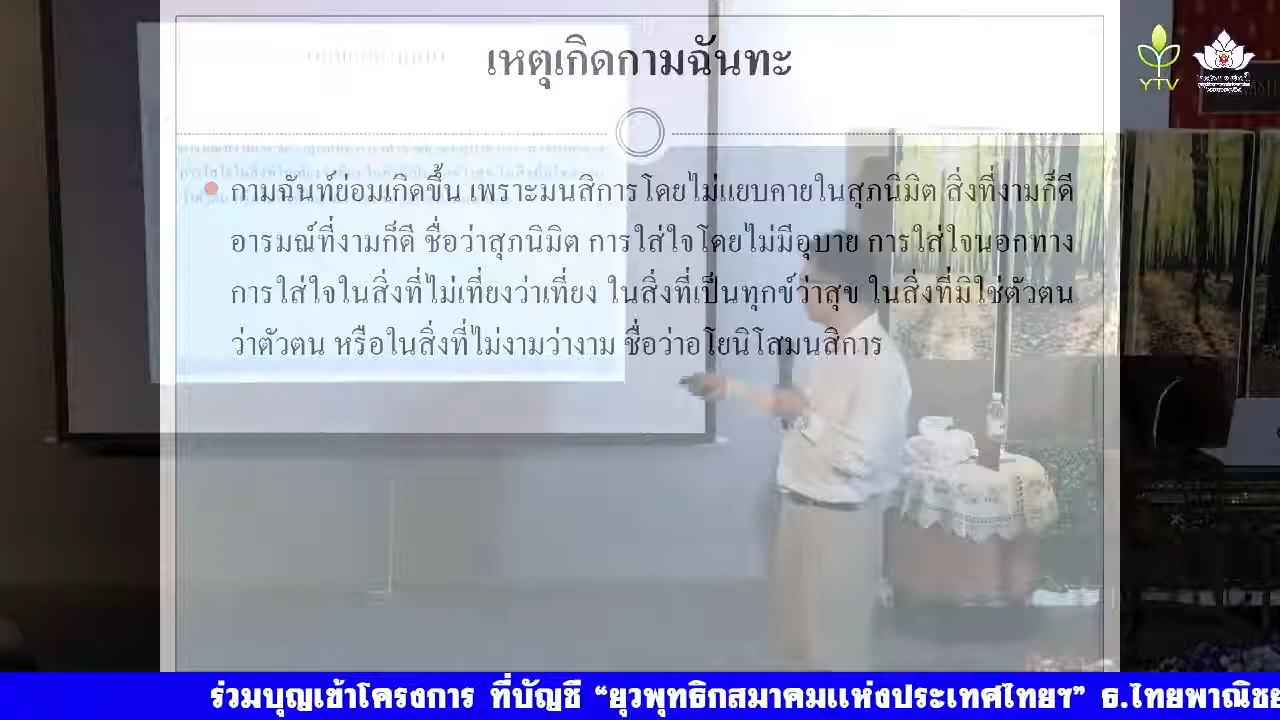 เหตุเกิดกามฉันทะ
YTV
กามฉันท์ย่อมเกิดขึ้น เพราะมนสิการโดยไม่แยบคายในสุภนิมิต สิ่งที่งามก็ดี
อารมณ์ที่งามก็ดี ชื่อว่าสุภนิมิต การใส่ใจโดยไม่มีอุบาย การใส่ใจนอกทาง
การใส่ใจในสิ่งที่ไม่เที่ยงว่าเที่ยง ในสิ่งที่เป็นทุกข์ว่าสุข ในสิ่งที่มิใช่ตัวตน
ว่าตัวตน หรือในสิ่งที่ไม่งามว่างาม ชื่อว่าอโยนิโสมนสิการ
ร่วมบุญเข้าโครงการ ที่บัญชี “ยุวพุทธิกสมาคมแห่งประเทศไทยฯ” ธ.ไทยพาณิชย